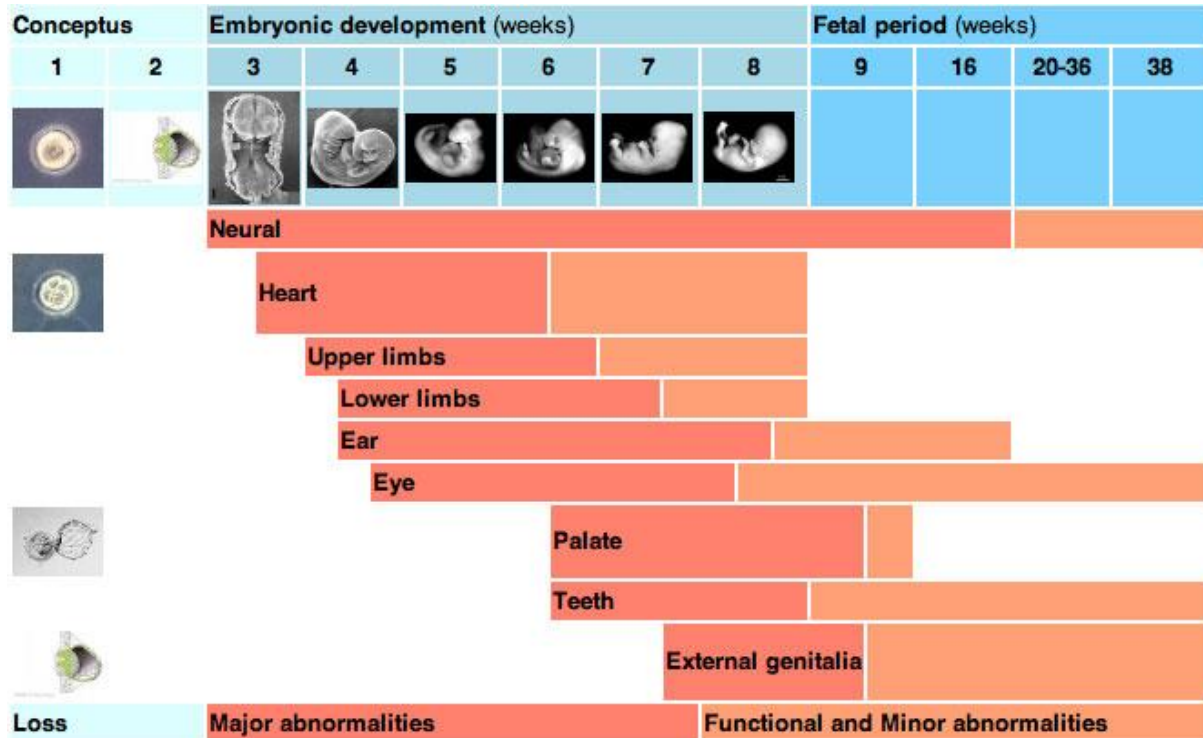 Conceptus Embryonic development (weeks) Fetal period (weeks)
1 2 3 4 5 6 7 8 9 16 20-36 38
Neural
Heart
Upper limbs
Lower limbs
Ear
Eye
Palate
Teeth
External genitalia
Loss Major abnormalities Functional and Minor abnormalities